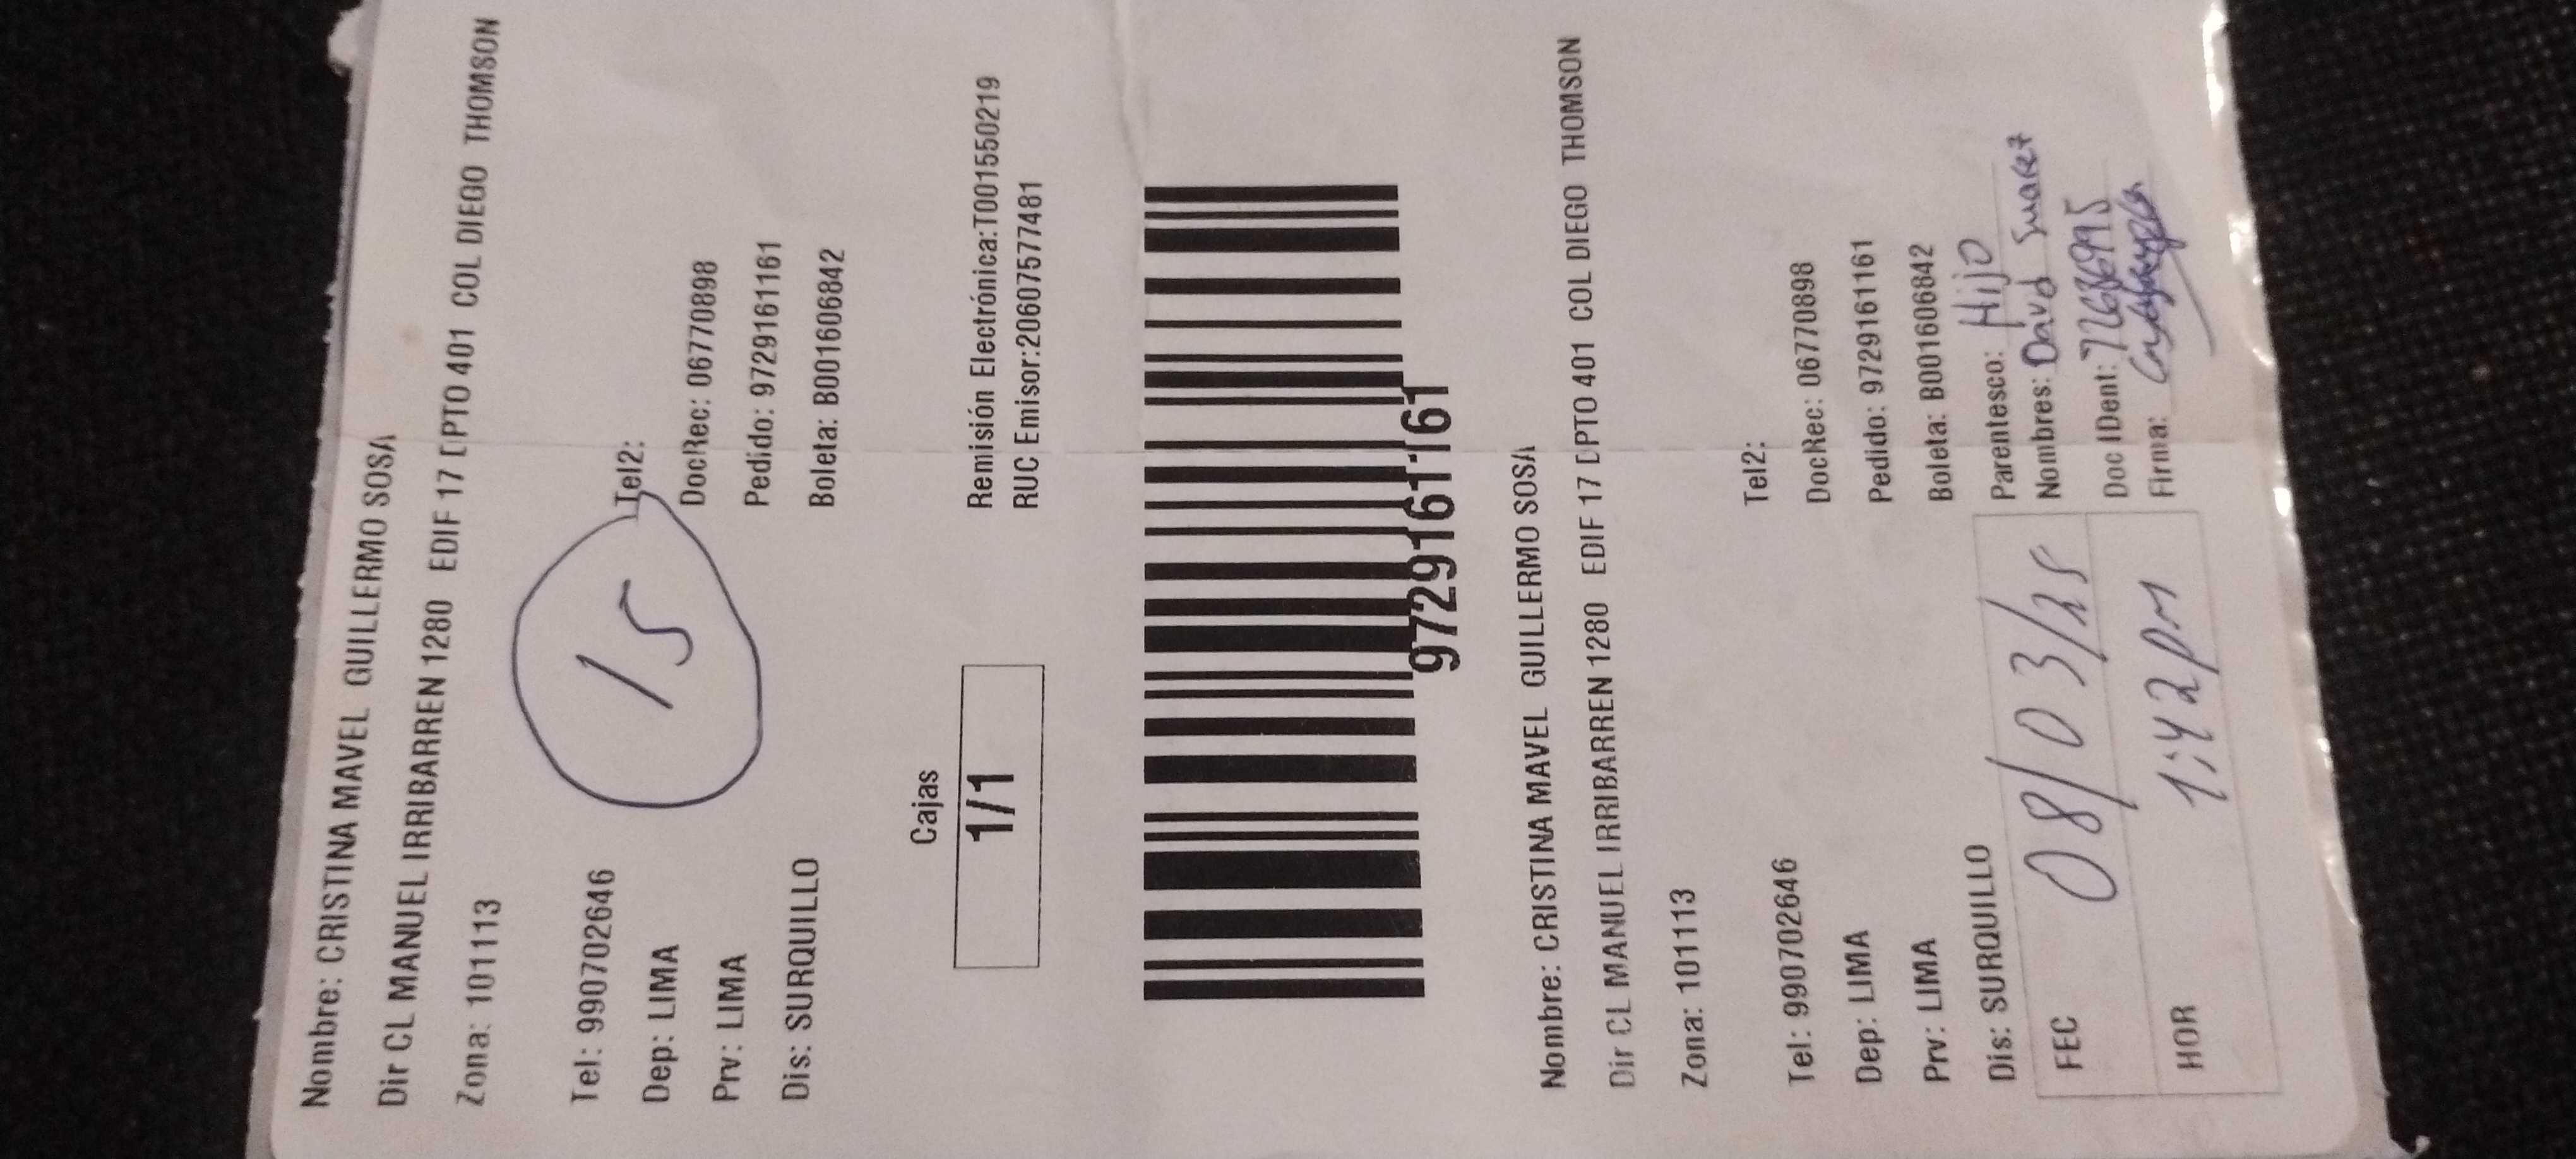 Nombre: CRISTINA MAVEL GUILLERMO SOSA
Dir CL MANUEL IRRIBARREN 1280 EDIF 17 DPTO 401 COL DIEGO THOMSON
Zona: 101113
15
Tel: 990702646 Tel2:
Dep: LIMA DocRec: 06770898
Prv: LIMA Pedido: 9729161161
Dis: SURQUILLO Boleta: B001606842
Cajas
1/1
Remisión Electrónica:T001550219
RUC Emisor:20607577481
9729161161
Nombre: CRISTINA MAVEL GUILLERMO SOSA
Dir CL MANUEL IRRIBARREN 1280 EDIF 17 DPTO 401 COL DIEGO THOMSON
Zona: 101113
Tel: 990702646 Tel2:
Dep: LIMA DocRec: 06770898
Prv: LIMA Pedido: 9729161161
Dis: SURQUILLO Boleta: B001606842
FEC 08/03/25
HOR 1:42pm
Parentesco: Hijo
Nombres: David Suarez
Doc IDent:
Firma: